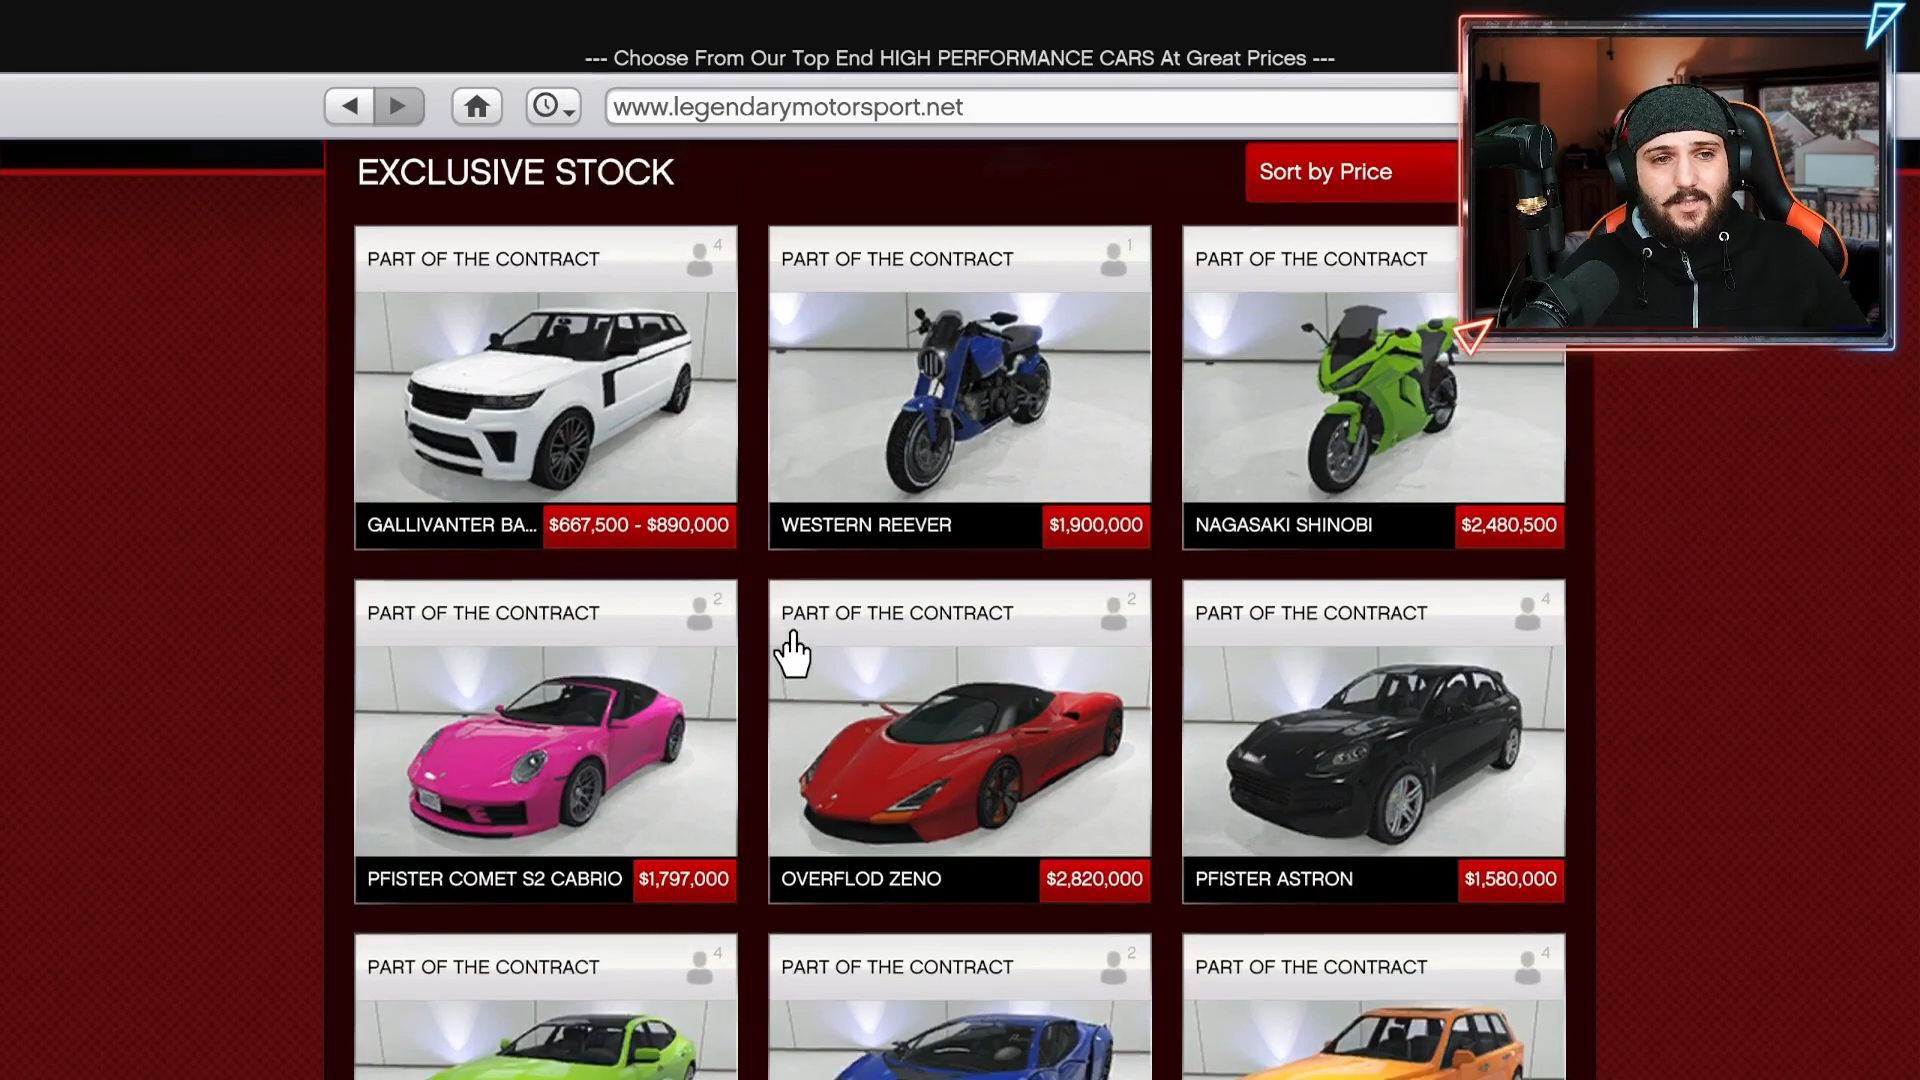 --- Choose From Our Top End HIGH PERFORMANCE CARS At Great Prices ---
www.legendarymotorsport.net
EXCLUSIVE STOCK
Sort by Price
PART OF THE CONTRACT 4
PART OF THE CONTRACT 1
PART OF THE CONTRACT
GALLIVANTER BA... $667,500 - $890,000
WESTERN REEVER $1,900,000
NAGASAKI SHINOBI $2,480,500
PART OF THE CONTRACT 2
PART OF THE CONTRACT 2
PART OF THE CONTRACT 4
PFISTER COMET S2 CABRIO $1,797,000
OVERFLOD ZENO $2,820,000
PFISTER ASTRON $1,580,000
PART OF THE CONTRACT 4
PART OF THE CONTRACT 2
PART OF THE CONTRACT 4